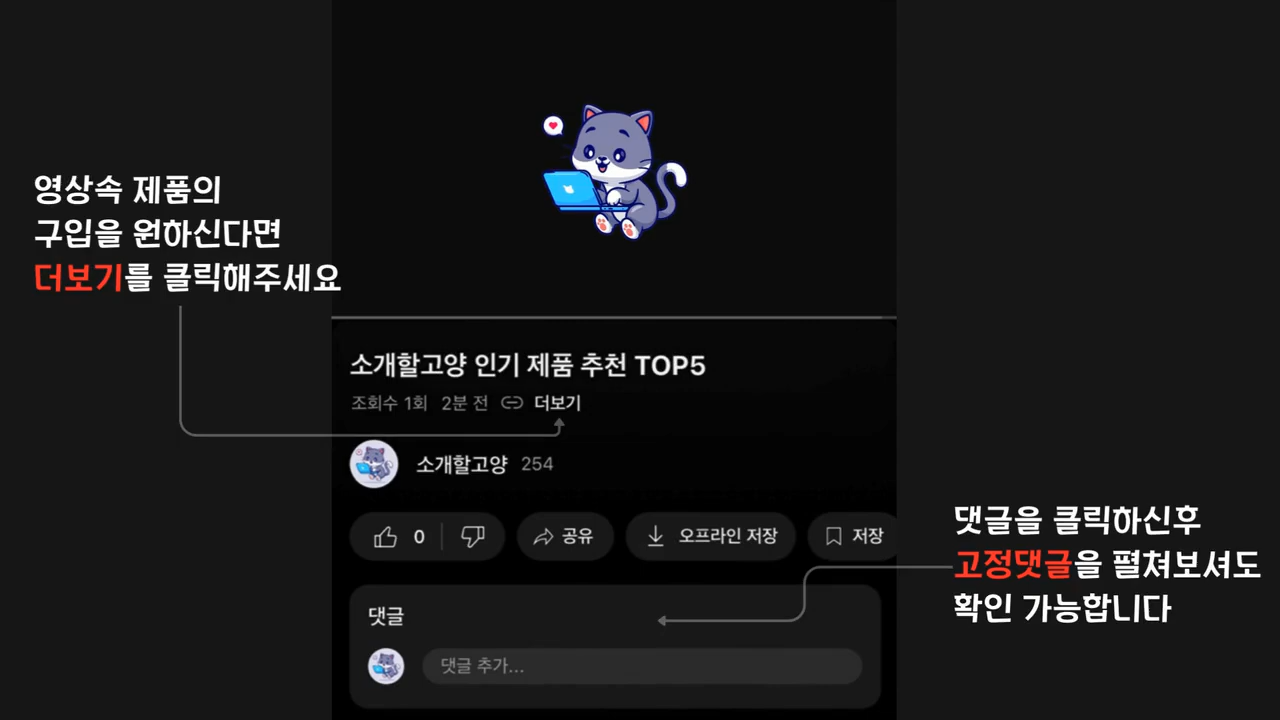 영상속 제품의
구입을 원하신다면
더보기를 클릭해주세요
소개할고양 인기 제품 추천 TOP5
조회수 1회 2분 전 더보기
소개할고양 254
0 공유 오프라인 저장 저장
댓글을 클릭하신후
고정댓글을 펼쳐보셔도
확인 가능합니다
댓글
댓글 추가...